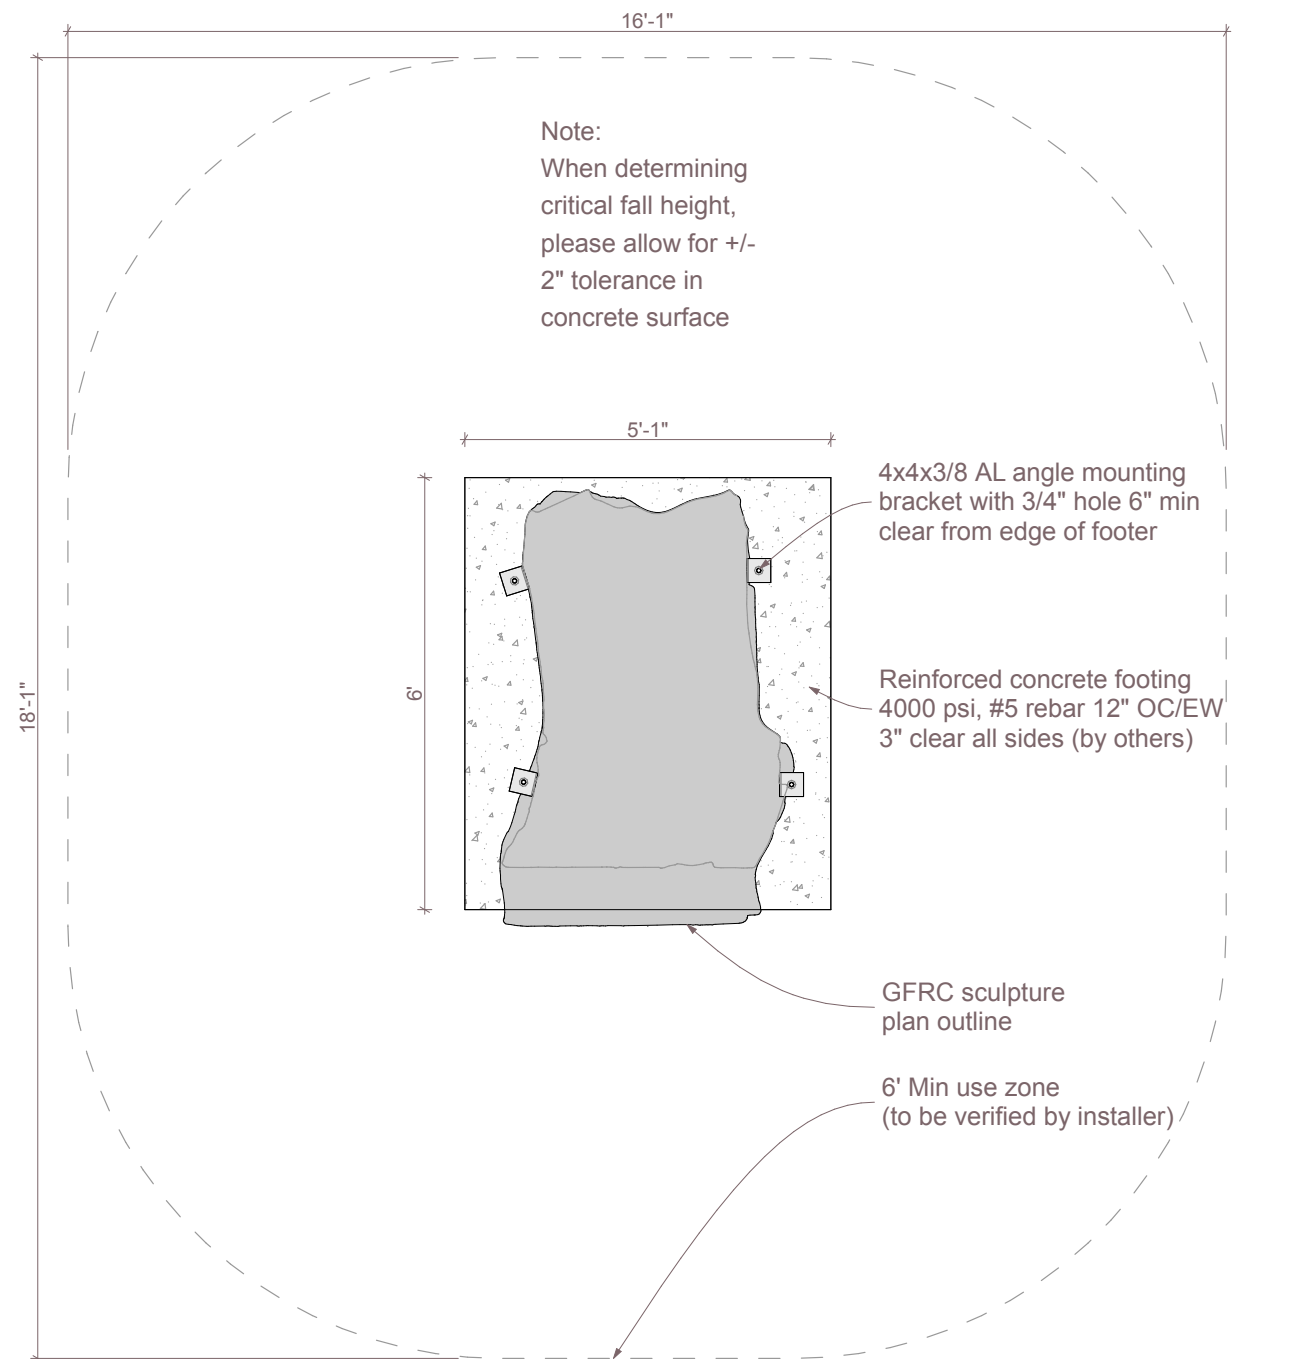 16'-1"
Note:
When determining
critical fall height,
please allow for +/-
2" tolerance in
concrete surface
5'-1"
4x4x3/8 AL angle mounting
bracket with 3/4" hole 6" min
clear from edge of footer
6'
18'-1"
Reinforced concrete footing
4000 psi, #5 rebar 12" OC/EW
3" clear all sides (by others)
GFRC sculpture
plan outline
6' Min use zone
(to be verified by installer)